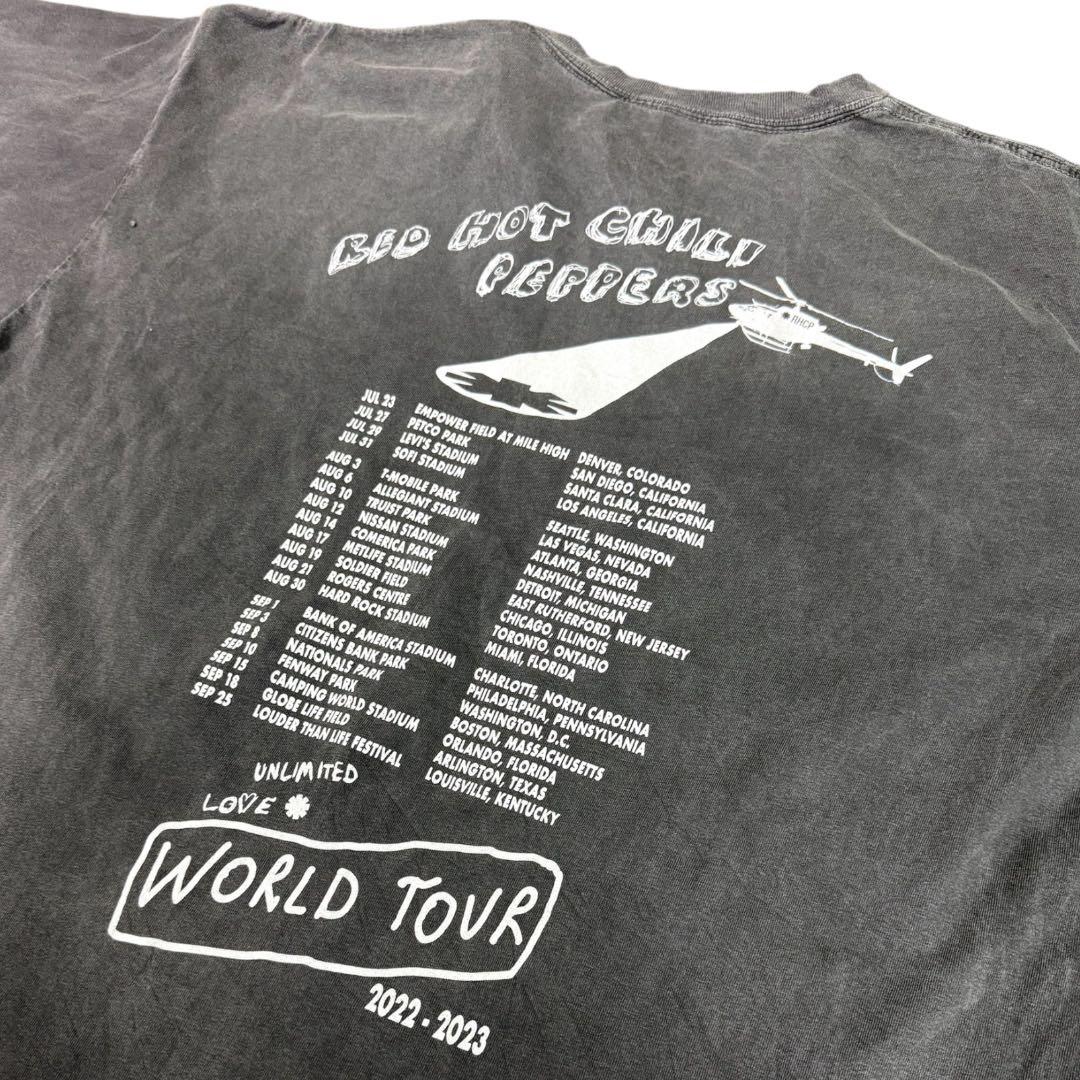 RED HOT CHILI
PEPPERS
RHCP
JUL 23 EMPOWER FIELD AT MILE HIGH DENVER, COLORADO
JUL 27 PETCO PARK SAN DIEGO, CALIFORNIA
JUL 29 LEVI'S STADIUM SANTA CLARA, CALIFORNIA
JUL 31 SOFI STADIUM LOS ANGELES, CALIFORNIA
AUG 3 T-MOBILE PARK SEATTLE, WASHINGTON
AUG 6 ALLEGIANT STADIUM LAS VEGAS, NEVADA
AUG 10 TRUIST PARK ATLANTA, GEORGIA
AUG 12 NISSAN STADIUM NASHVILLE, TENNESSEE
AUG 14 COMERICA PARK DETROIT, MICHIGAN
AUG 17 METLIFE STADIUM EAST RUTHERFORD, NEW JERSEY
AUG 19 SOLDIER FIELD CHICAGO, ILLINOIS
AUG 21 ROGERS CENTRE TORONTO, ONTARIO
AUG 30 HARD ROCK STADIUM MIAMI, FLORIDA
SEP 1 BANK OF AMERICA STADIUM CHARLOTTE, NORTH CAROLINA
SEP 3 CITIZENS BANK PARK PHILADELPHIA, PENNSYLVANIA
SEP 8 NATIONALS PARK WASHINGTON, D.C.
SEP 10 FENWAY PARK BOSTON, MASSACHUSETTS
SEP 15 CAMPING WORLD STADIUM ORLANDO, FLORIDA
SEP 18 GLOBE LIFE FIELD ARLINGTON, TEXAS
SEP 25 LOUDER THAN LIFE FESTIVAL LOUISVILLE, KENTUCKY
UNLIMITED
LOVE
WORLD TOUR
2022 - 2023